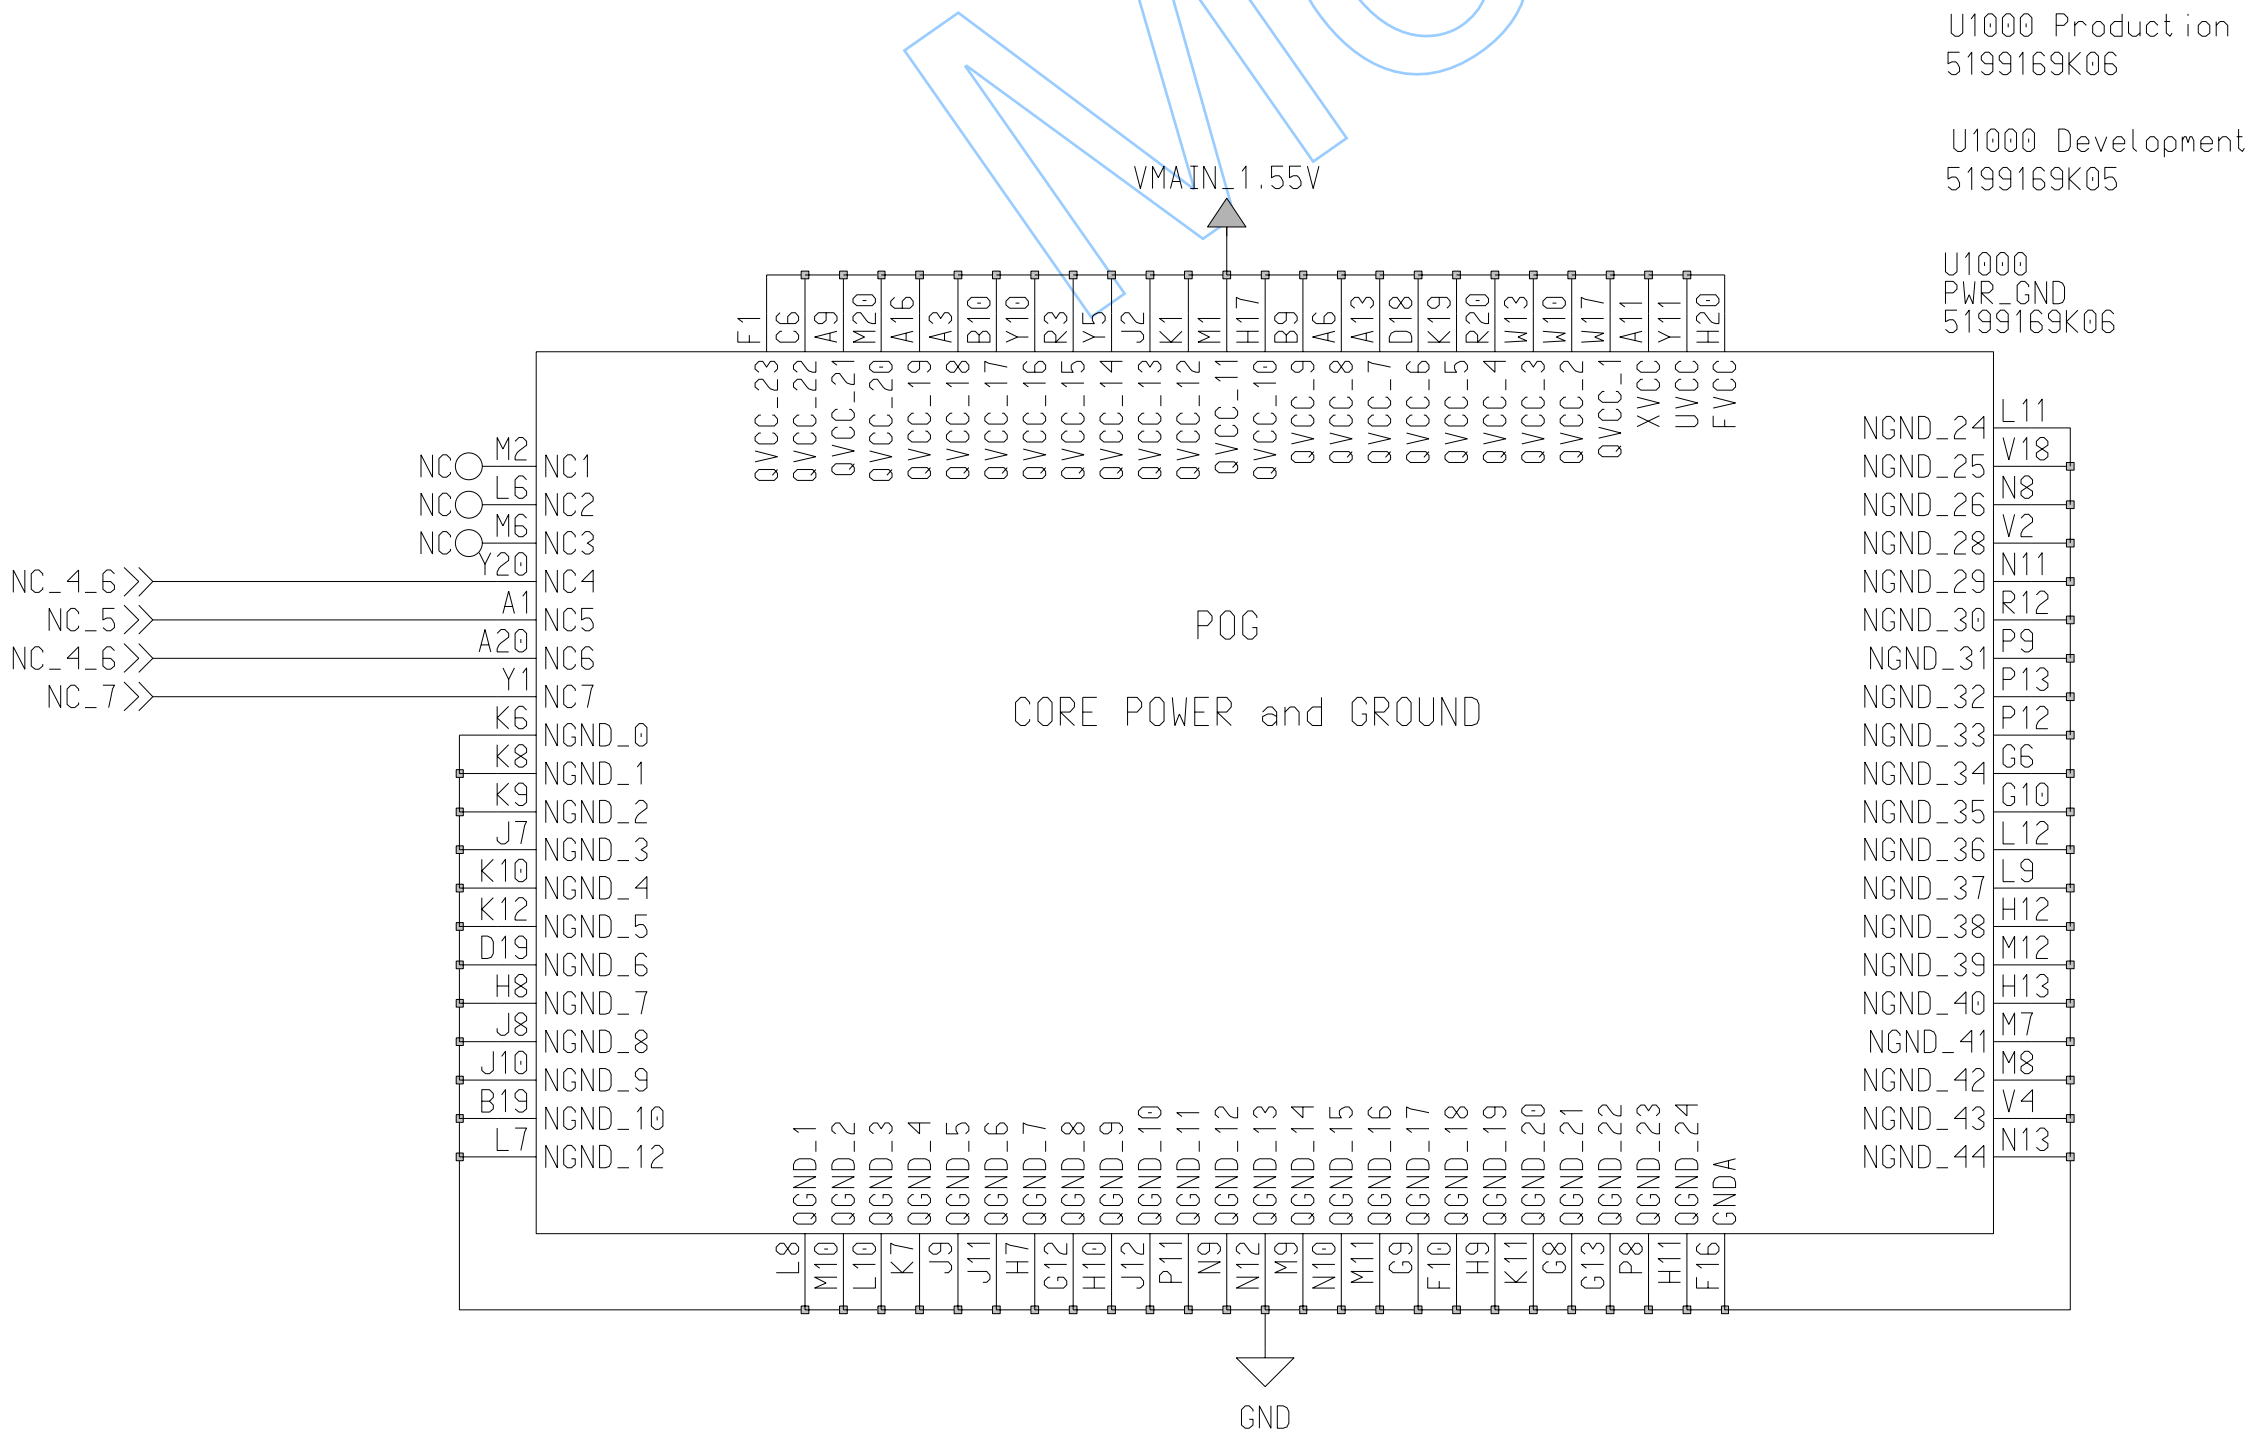 U1000 Production
5199169K06
U1000 Development
5199169K05
U1000
PWR_GND
5199169K06
VMAIN_1.55V
F1 C6 A9 M20 A16 A3 B10 Y10 R3 Y5 J2 K1 M1 H17 B9 A6 A13 D18 K19 R20 W13 W10 W17 A11 Y11 H20
QVCC_23 QVCC_22 QVCC_21 QVCC_20 QVCC_19 QVCC_18 QVCC_17 QVCC_16 QVCC_15 QVCC_14 QVCC_13 QVCC_12 QVCC_11 QVCC_10 QVCC_9 QVCC_8 QVCC_7 QVCC_6 QVCC_5 QVCC_4 QVCC_3 QVCC_2 QVCC_1 XVCC UVCC FVCC
NC M2 NC1
NC L6 NC2
NC M6 NC3
NC_4_6 Y20 NC4
NC_5 A1 NC5
NC_4_6 A20 NC6
NC_7 Y1 NC7
K6 NGND_0
K8 NGND_1
K9 NGND_2
J7 NGND_3
K10 NGND_4
K12 NGND_5
D19 NGND_6
H8 NGND_7
J8 NGND_8
J10 NGND_9
B19 NGND_10
L7 NGND_12
POG
CORE POWER and GROUND
NGND_24 L11
NGND_25 V18
NGND_26 N8
NGND_28 V2
NGND_29 N11
NGND_30 R12
NGND_31 P9
NGND_32 P13
NGND_33 P12
NGND_34 G6
NGND_35 G10
NGND_36 L12
NGND_37 L9
NGND_38 H12
NGND_39 M12
NGND_40 H13
NGND_41 M7
NGND_42 M8
NGND_43 V4
NGND_44 N13
QGND_1 QGND_2 QGND_3 QGND_4 QGND_5 QGND_6 QGND_7 QGND_8 QGND_9 QGND_10 QGND_11 QGND_12 QGND_13 QGND_14 QGND_15 QGND_16 QGND_17 QGND_18 QGND_19 QGND_20 QGND_21 QGND_22 QGND_23 QGND_24 GNDA
L8 M10 L10 K7 J9 J11 H7 G12 H10 J12 P11 N9 N12 M9 N10 M11 G9 F10 H9 K11 G8 G13 P8 H11 F16
GND